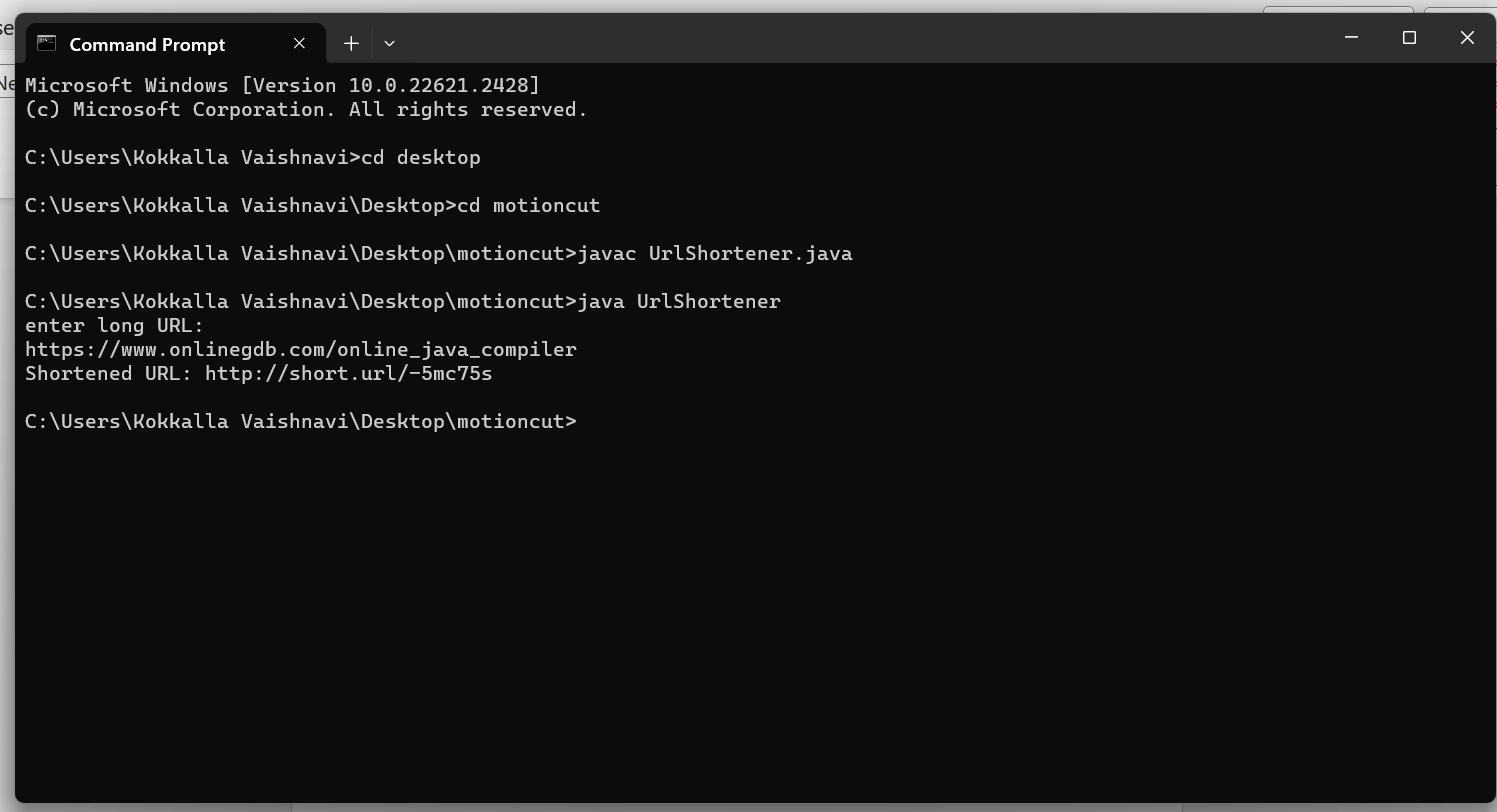 se
Command Prompt
Ne
Microsoft Windows [Version 10.0.22621.2428]
(c) Microsoft Corporation. All rights reserved.
C:\Users\Kokkalla Vaishnavi>cd desktop
C:\Users\Kokkalla Vaishnavi\Desktop>cd motioncut
C:\Users\Kokkalla Vaishnavi\Desktop\motioncut>javac UrlShortener.java
C:\Users\Kokkalla Vaishnavi\Desktop\motioncut>java UrlShortener
enter long URL:
https://www.onlinegdb.com/online_java_compiler
Shortened URL: http://short.url/-5mc75s
C:\Users\Kokkalla Vaishnavi\Desktop\motioncut>